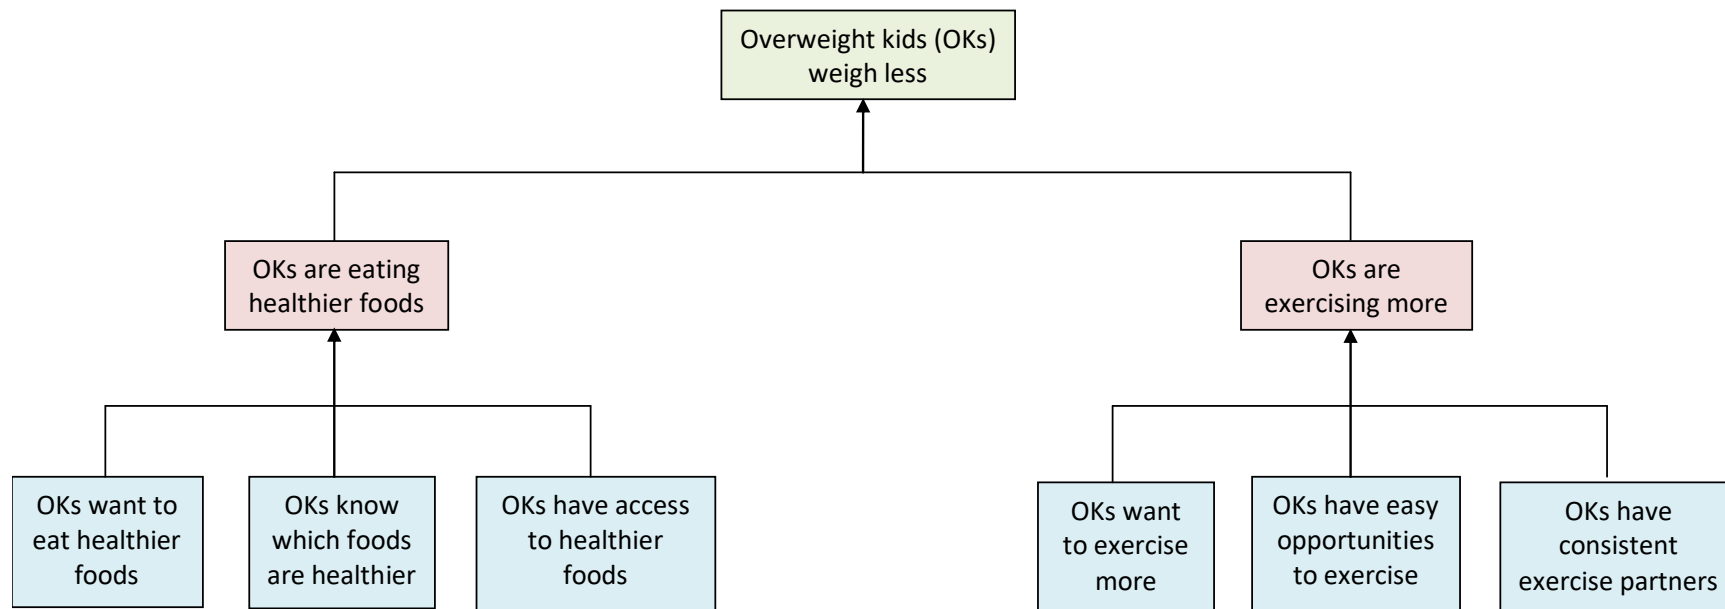 Overweight kids (OKs)
weigh less
OKs are eating
healthier foods
OKs are
exercising more
OKs want to
eat healthier
foods
OKs know
which foods
are healthier
OKs have access
to healthier
foods
OKs want
to exercise
more
OKs have easy
opportunities
to exercise
OKs have
consistent
exercise partners